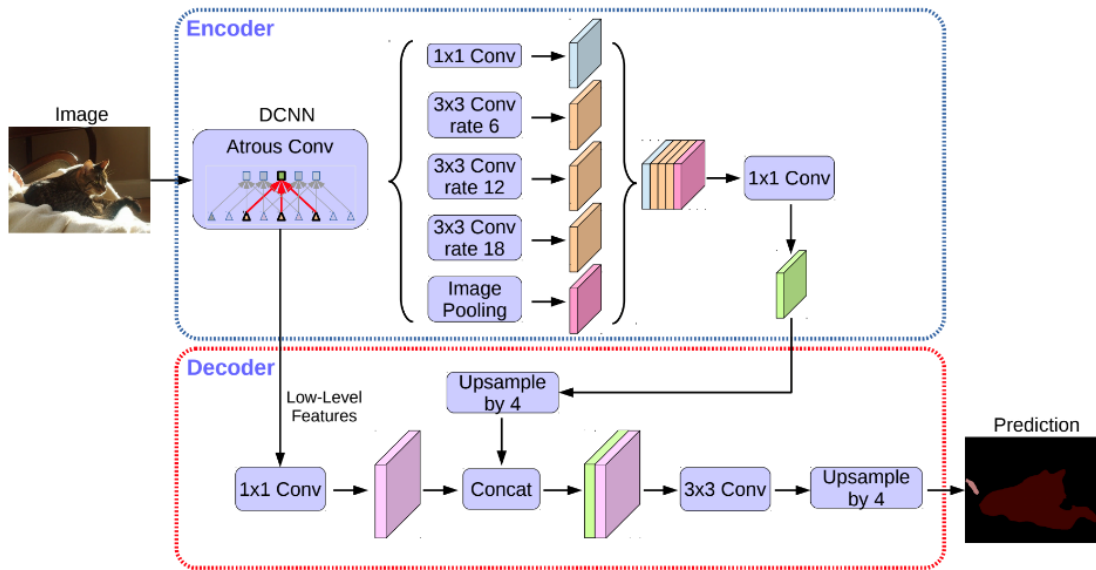 Encoder
Image
DCNN
Atrous Conv
1x1 Conv
3x3 Conv
rate 6
3x3 Conv
rate 12
3x3 Conv
rate 18
Image
Pooling
1x1 Conv
Decoder
Low-Level
Features
Upsample
by 4
1x1 Conv
Concat
3x3 Conv
Upsample
by 4
Prediction